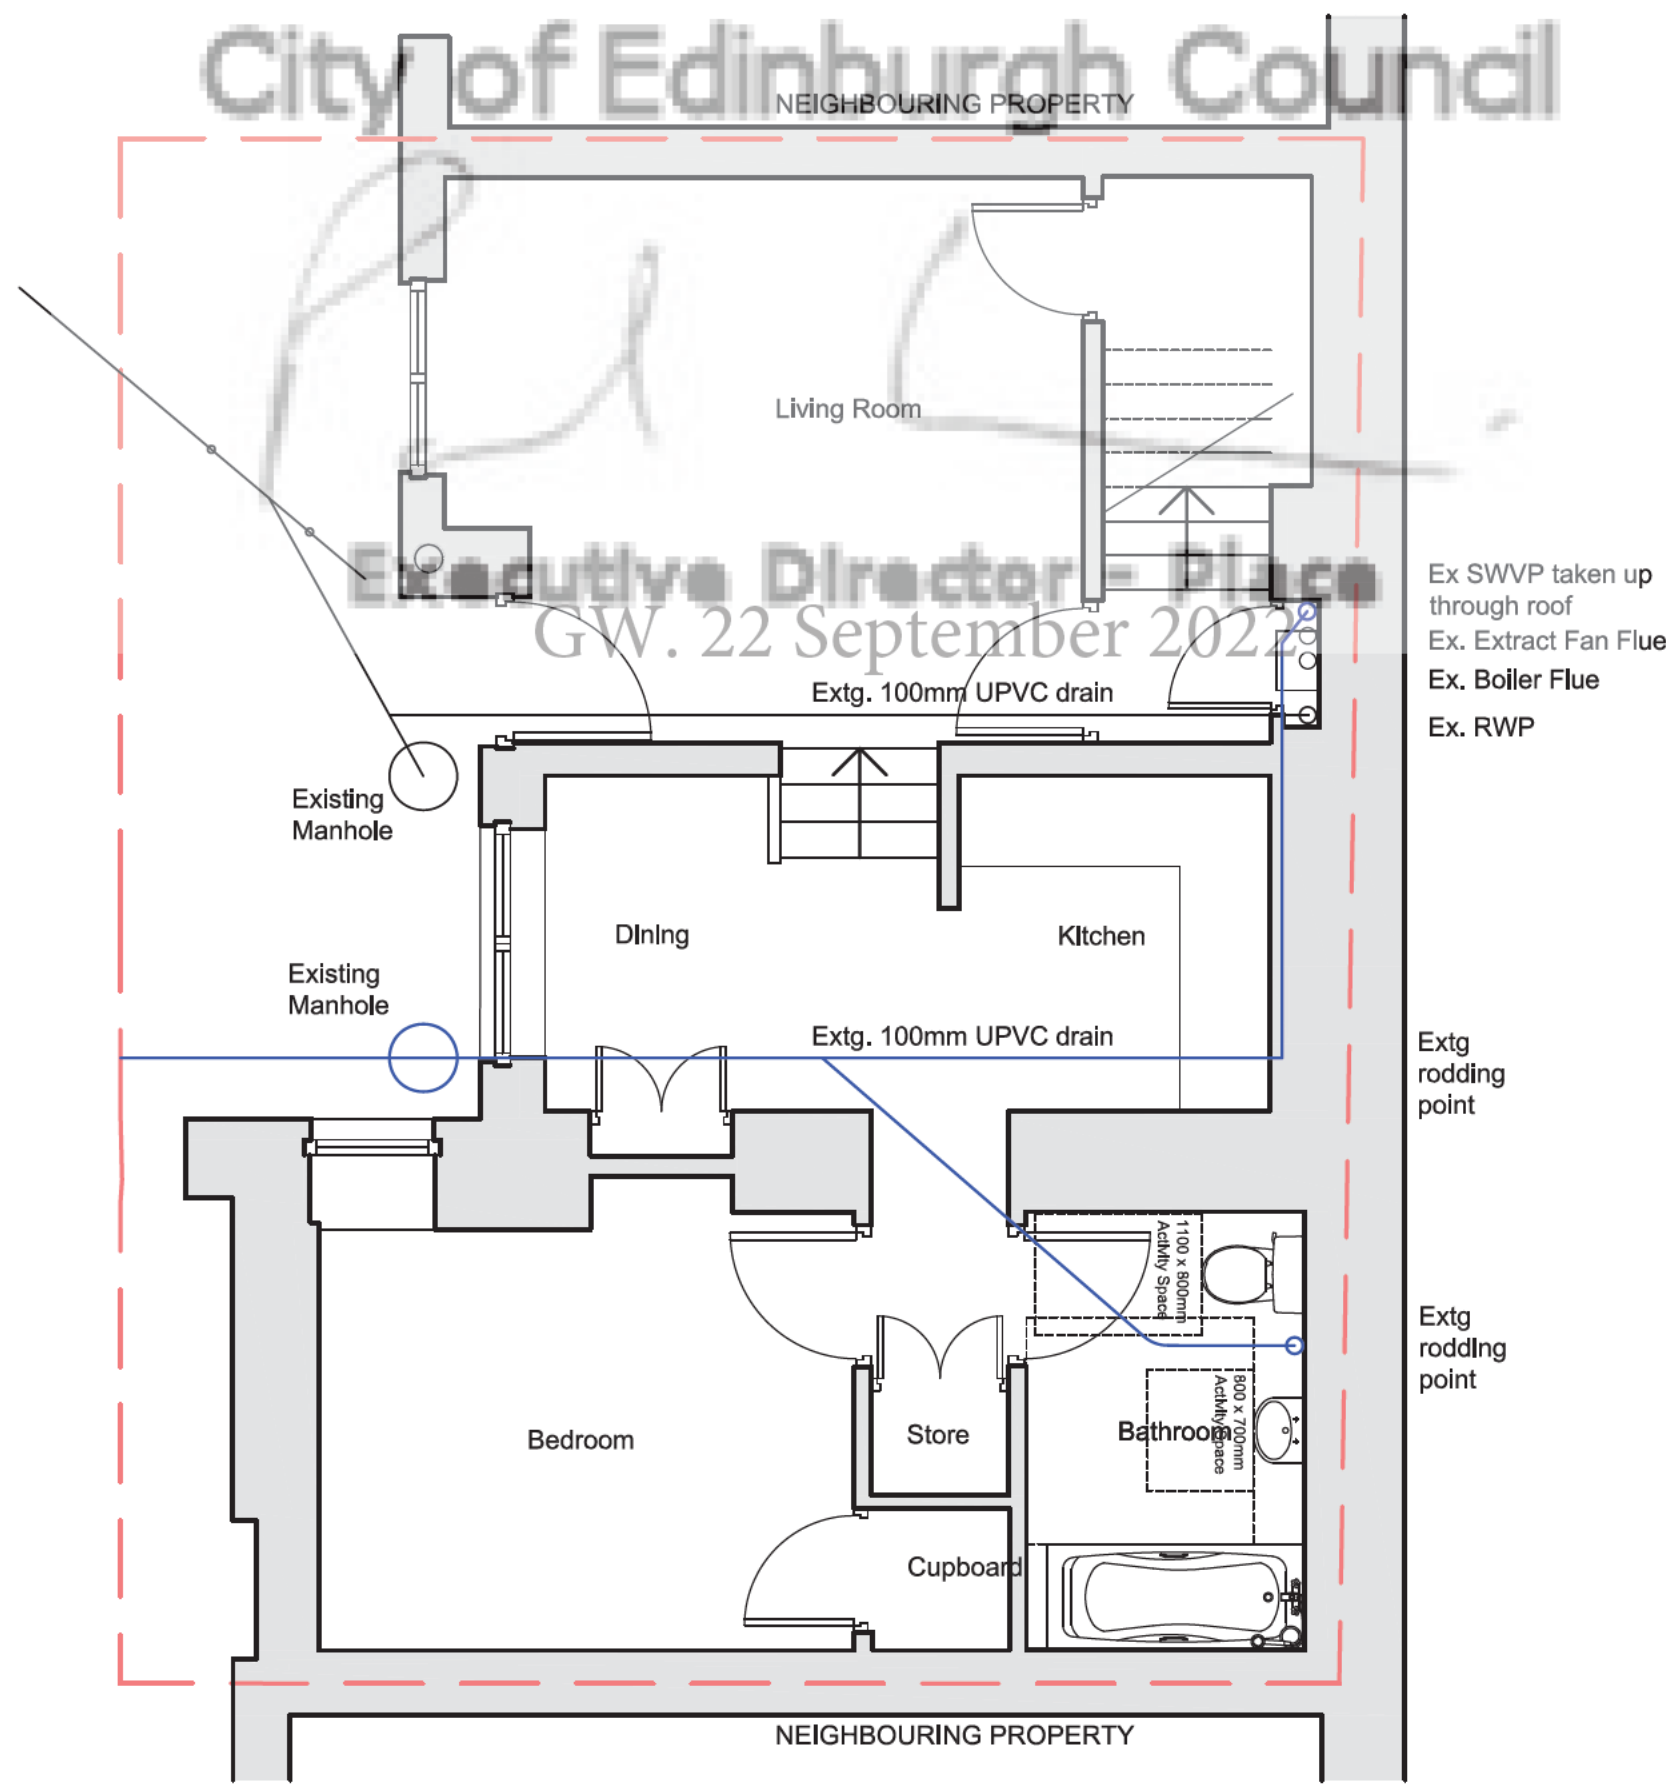 City of Edinburgh Council
NEIGHBOURING PROPERTY
Living Room
Executive Director – Place
GW. 22 September 2022
Ex SWVP taken up
through roof
Ex. Extract Fan Flue
Ex. Boiler Flue
Ex. RWP
Extg. 100mm UPVC drain
Existing
Manhole
Dining
Kitchen
Existing
Manhole
Extg. 100mm UPVC drain
Extg
rodding
point
1100 x 800mm
Activity Space
Extg
rodding
point
800 x 700mm
Activity Space
Bedroom
Store
Bathroom
Cupboard
NEIGHBOURING PROPERTY